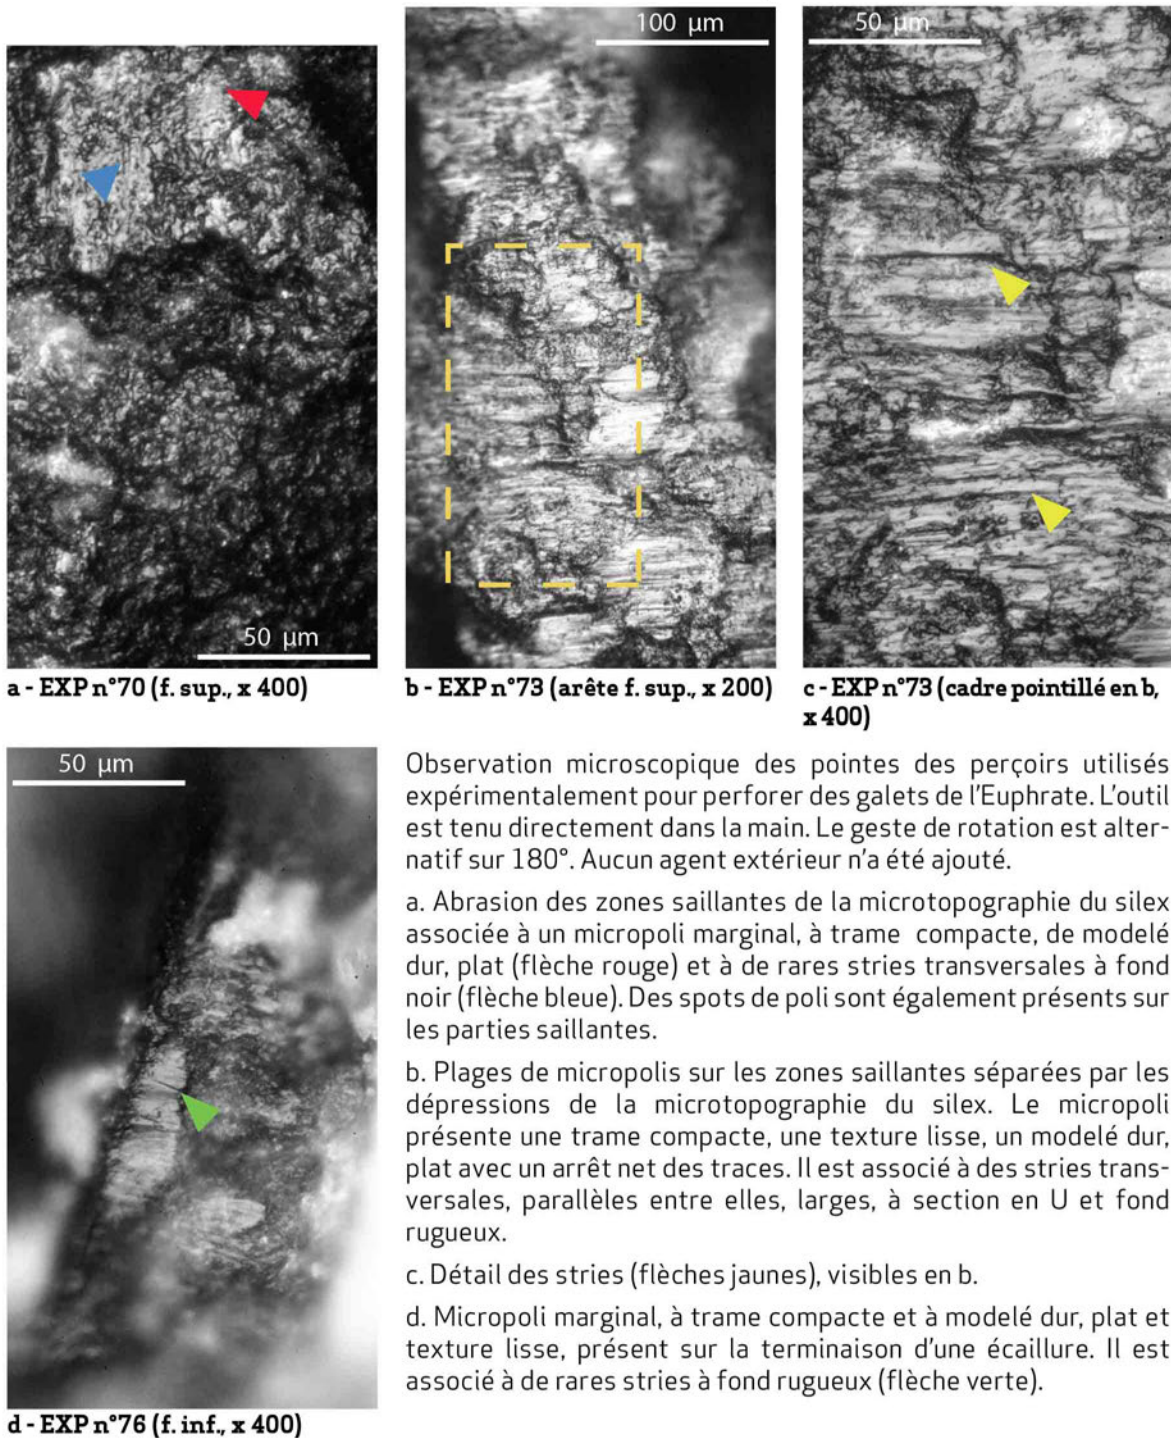 100 µm
50 µm
50 µm
a - EXP n°70 (f. sup., x 400)
b - EXP n°73 (arête f. sup., x 200)
c - EXP n°73 (cadre pointillé en b,
x 400)
50 µm
Observation microscopique des pointes des perçoirs utilisés
expérimentalement pour perforer des galets de l'Euphrate. L'outil
est tenu directement dans la main. Le geste de rotation est alter-
natif sur 180°. Aucun agent extérieur n'a été ajouté.
a. Abrasion des zones saillantes de la microtopographie du silex
associée à un micropoli marginal, à trame compacte, de modelé
dur, plat (flèche rouge) et à de rares stries transversales à fond
noir (flèche bleue). Des spots de poli sont également présents sur
les parties saillantes.
b. Plages de micropolis sur les zones saillantes séparées par les
dépressions de la microtopographie du silex. Le micropoli
présente une trame compacte, une texture lisse, un modelé dur,
plat avec un arrêt net des traces. Il est associé à des stries trans-
versales, parallèles entre elles, larges, à section en U et fond
rugueux.
c. Détail des stries (flèches jaunes), visibles en b.
d. Micropoli marginal, à trame compacte et à modelé dur, plat et
texture lisse, présent sur la terminaison d'une écaillure. Il est
associé à de rares stries à fond rugueux (flèche verte).
d - EXP n°76 (f. inf., x 400)